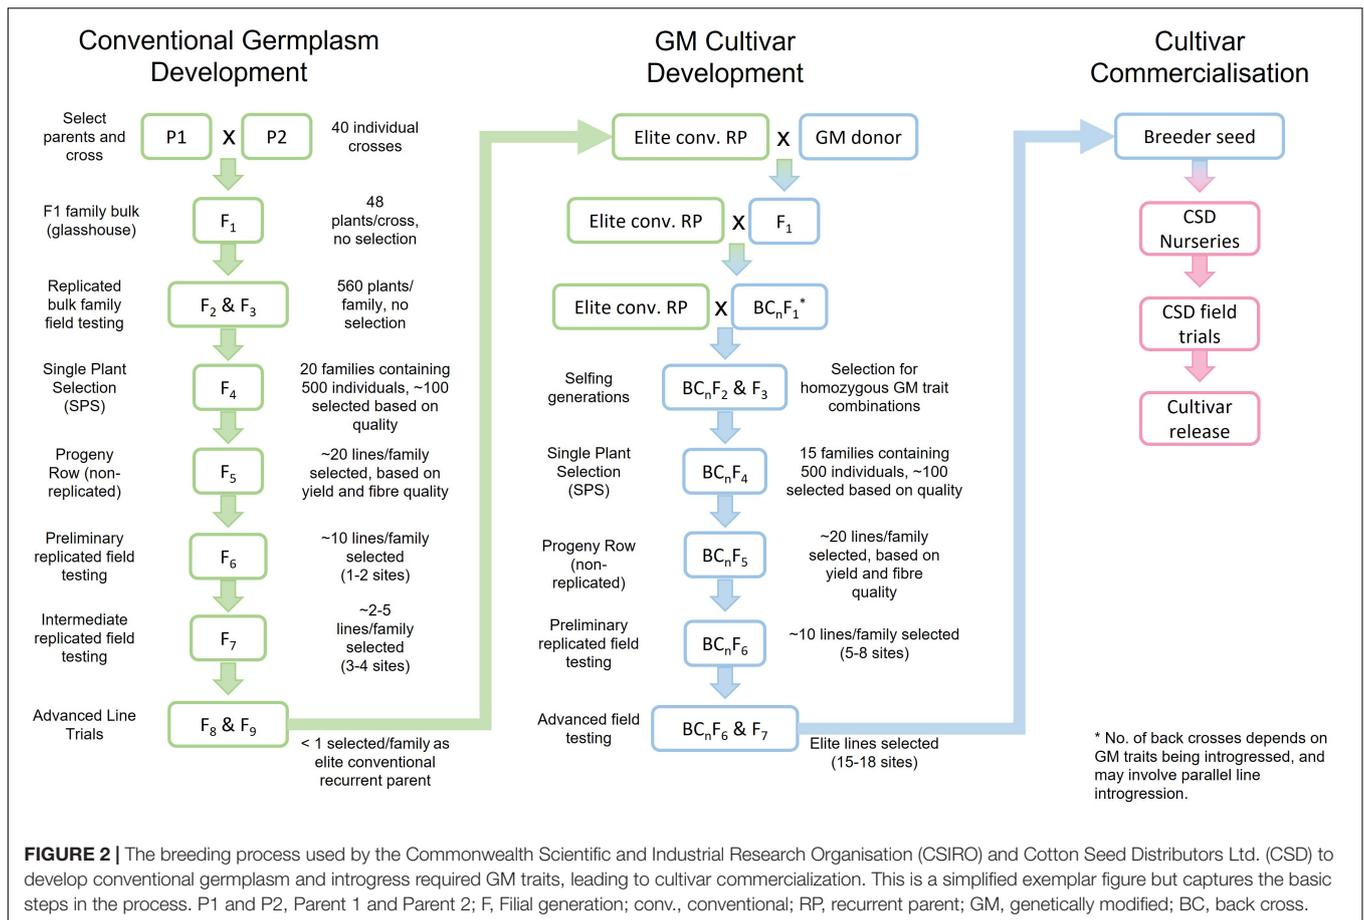 Conventional Germplasm
Development
Select
parents and
cross
P1
X
P2
40 individual
crosses
F1 family bulk
(glasshouse)
F₁
48
plants/cross,
no selection
Replicated
bulk family
field testing
F₂ & F₃
560 plants/
family, no
selection
Single Plant
Selection
(SPS)
F₄
20 families containing
500 individuals, ~100
selected based on
quality
Progeny
Row (non-
replicated)
F₅
~20 lines/family
selected, based on
yield and fibre quality
Preliminary
replicated field
testing
F₆
~10 lines/family
selected
(1-2 sites)
Intermediate
replicated field
testing
F₇
~2-5
lines/family
selected
(3-4 sites)
Advanced Line
Trials
F₈ & F₉
< 1 selected/family as
elite conventional
recurrent parent
GM Cultivar
Development
Elite conv. RP
X
GM donor
Elite conv. RP
X
F₁
Elite conv. RP
X
BCₙF₁*
Selfing
generations
BCₙF₂ & F₃
Selection for
homozygous GM trait
combinations
Single Plant
Selection
(SPS)
BCₙF₄
15 families containing
500 individuals, ~100
selected based on quality
Progeny Row
(non-
replicated)
BCₙF₅
~20 lines/family
selected, based on
yield and fibre
quality
Preliminary
replicated field
testing
BCₙF₆
~10 lines/family selected
(5-8 sites)
Advanced field
testing
BCₙF₆ & F₇
Elite lines selected
(15-18 sites)
Cultivar
Commercialisation
Breeder seed
CSD
Nurseries
CSD field
trials
Cultivar
release
* No. of back crosses depends on
GM traits being introgressed, and
may involve parallel line
introgression.
FIGURE 2 | The breeding process used by the Commonwealth Scientific and Industrial Research Organisation (CSIRO) and Cotton Seed Distributors Ltd. (CSD) to
develop conventional germplasm and introgress required GM traits, leading to cultivar commercialization. This is a simplified exemplar figure but captures the basic
steps in the process. P1 and P2, Parent 1 and Parent 2; F, Filial generation; conv., conventional; RP, recurrent parent; GM, genetically modified; BC, back cross.